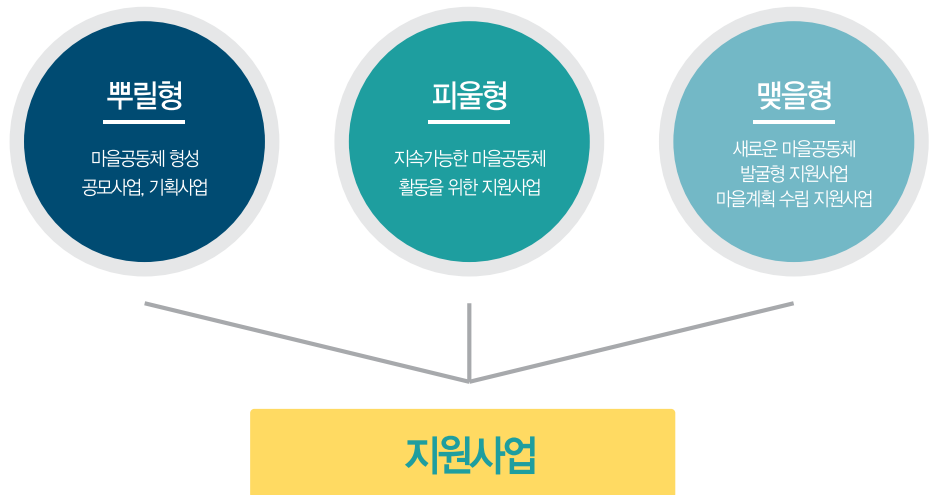 뿌릴형
마을공동체 형성
공모사업, 기획사업
피울형
지속가능한 마을공동체
활동을 위한 지원사업
맺을형
새로운 마을공동체
발굴형 지원사업
마을계획 수립 지원사업
지원사업